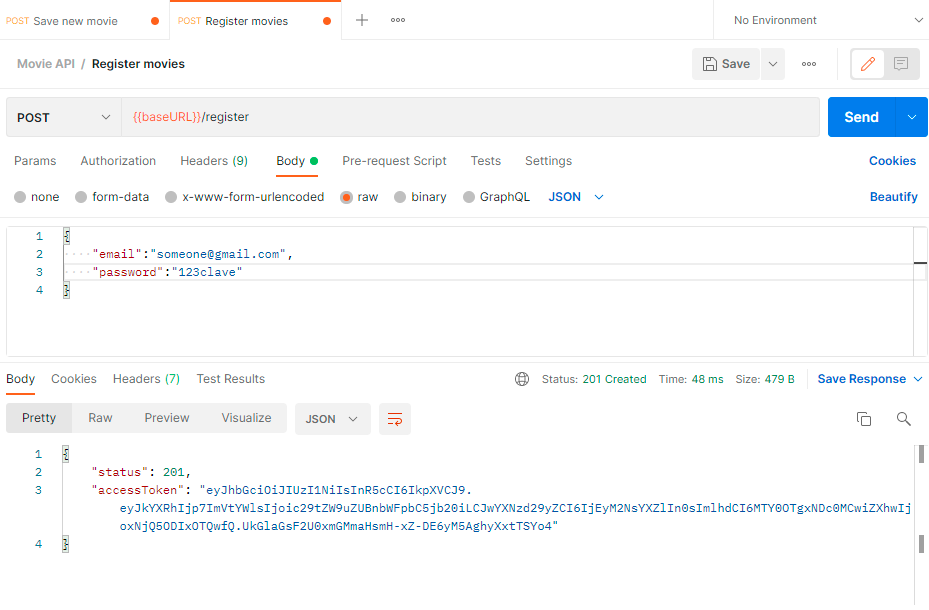 POST Save new movie POST Register movies No Environment
Movie API / Register movies Save
POST {{baseURL}}/register Send
Params Authorization Headers (9) Body Pre-request Script Tests Settings Cookies
none form-data x-www-form-urlencoded raw binary GraphQL JSON Beautify
1 {
2 "email":"someone@gmail.com",
3 "password":"123clave"
4 }
Body Cookies Headers (7) Test Results Status: 201 Created Time: 48 ms Size: 479 B Save Response
Pretty Raw Preview Visualize JSON
1 {
2 "status": 201,
3 "accessToken": "eyJhbGciOiJIUzI1NiIsInR5cCI6IkpXVCJ9.
eyJkYXRhIjp7ImVtYWlsIjoic29tZW9uZUBnbWFpbC5jb20iLCJwYXNzd29yZCI6IjEyM2NsYXZlIn0sImlhdCI6MTY0OTgxNDc0MCwiZXhwIj
oxNjQ5ODIxOTQwfQ.UkGlaGsF2U0xmGMmaHsmH-xZ-DE6yM5AghyXxtTSYo4"
4 }